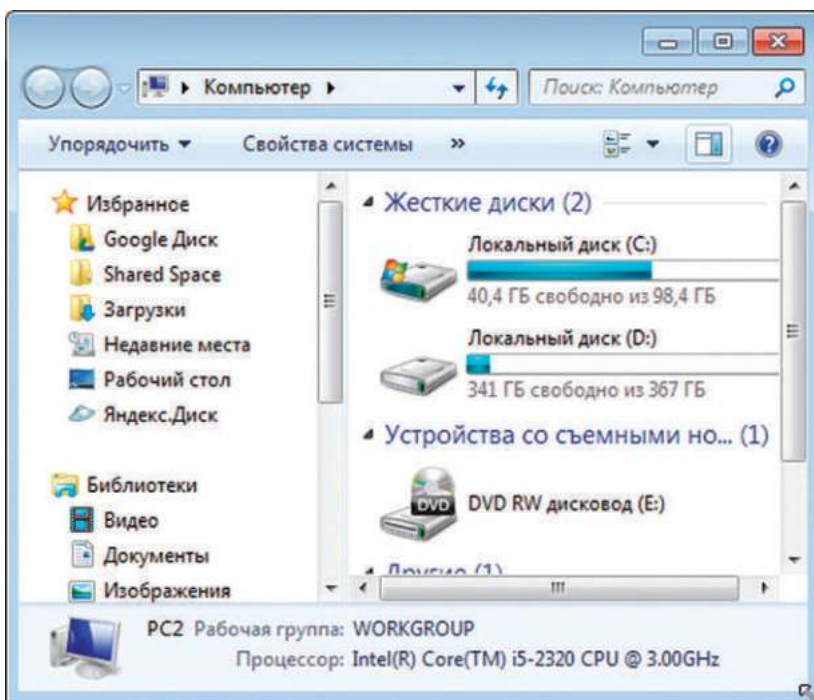 Компьютер
Поиск: Компьютер
Упорядочить
Свойства системы
»
Избранное
Google Диск
Shared Space
Загрузки
Недавние места
Рабочий стол
Яндекс.Диск
Библиотеки
Видео
Документы
Изображения
Жесткие диски (2)
Локальный диск (C:)
40,4 ГБ свободно из 98,4 ГБ
Локальный диск (D:)
341 ГБ свободно из 367 ГБ
Устройства со съемными но... (1)
DVD
DVD RW дисковод (E:)
Другие (1)
PC2 Рабочая группа: WORKGROUP
Процессор: Intel(R) Core(TM) i5-2320 CPU @ 3.00GHz